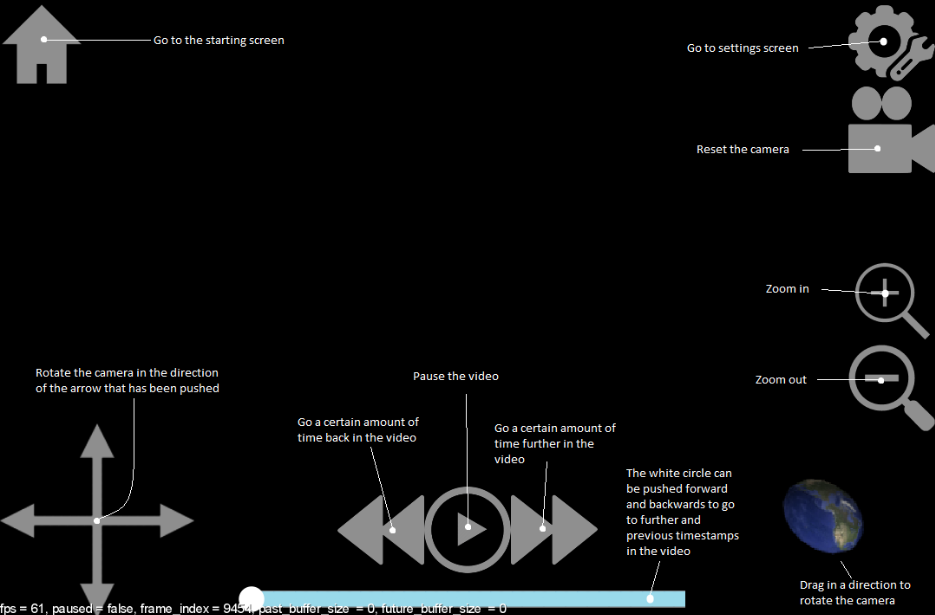 Go to the starting screen
Go to settings screen
Reset the camera
Zoom in
Rotate the camera in the direction
of the arrow that has been pushed
Pause the video
Zoom out
Go a certain amount of
time back in the video
Go a certain amount of
time further in the
video
The white circle can
be pushed forward
and backwards to go
to further and
previous timestamps
in the video
Drag in a direction to
rotate the camera
fps = 61, paused = false, frame_index = 9454, past_buffer_size = 0, future_buffer_size = 0